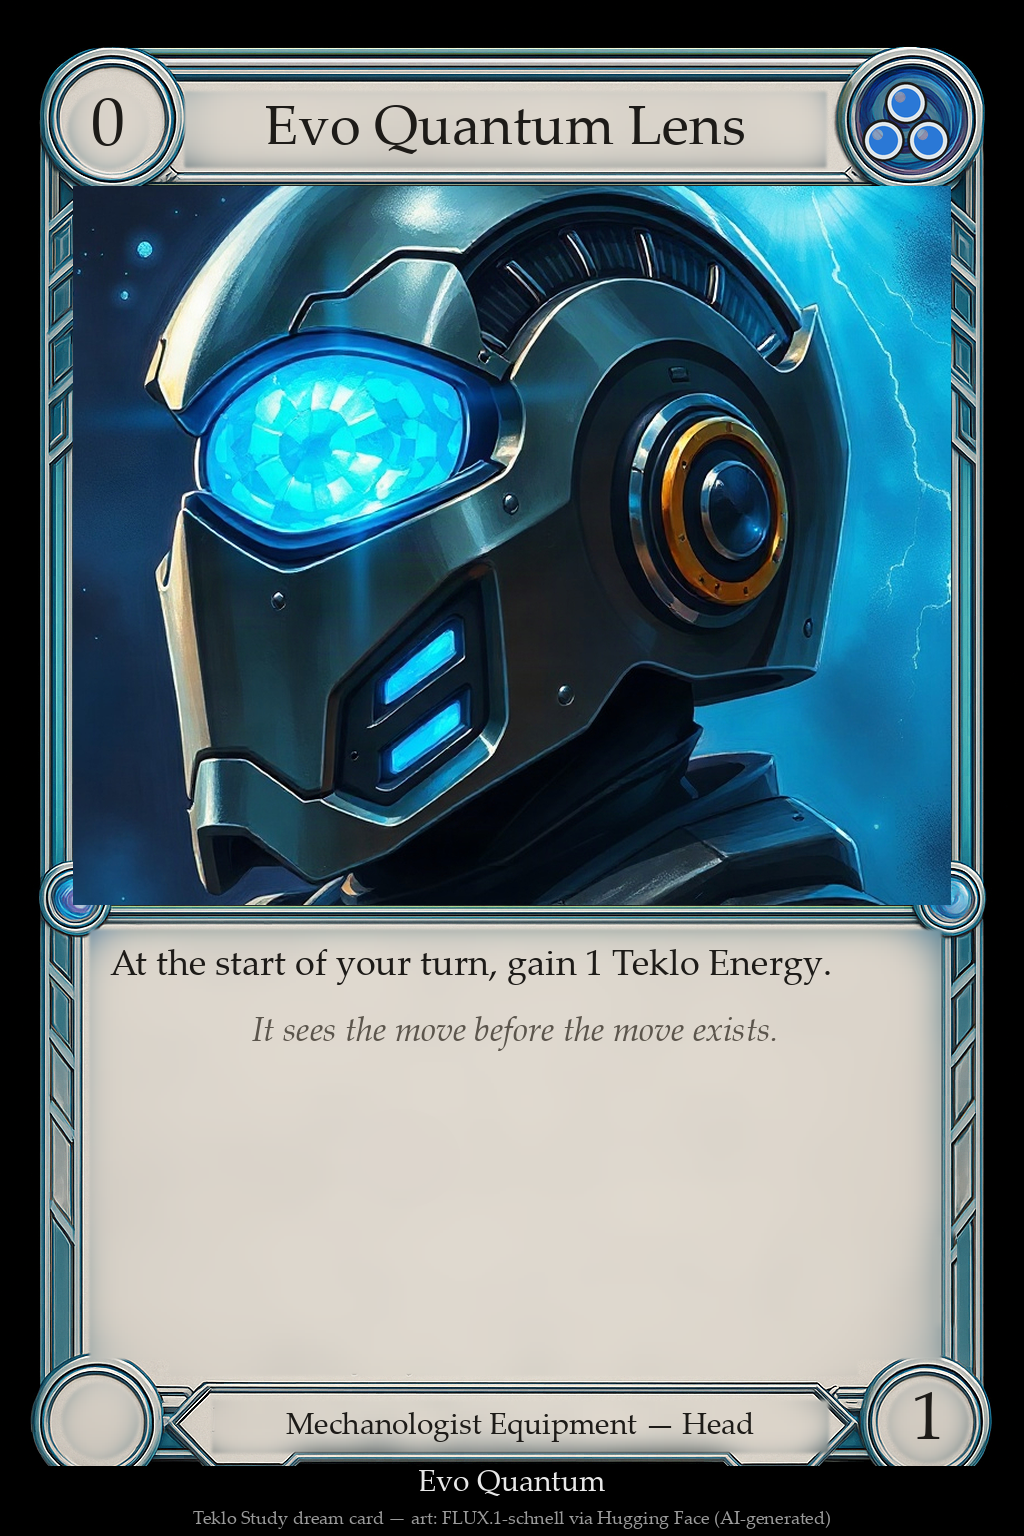 0
Evo Quantum Lens
At the start of your turn, gain 1 Teklo Energy.
It sees the move before the move exists.
Mechanologist Equipment — Head
1
Evo Quantum
Teklo Study dream card — art: FLUX.1-schnell via Hugging Face (AI-generated)